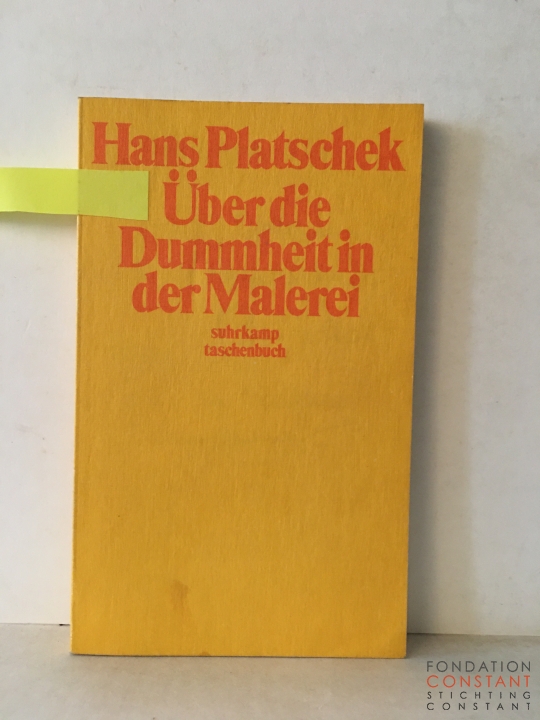 Hans Platschek
Über die
Dummheit in
der Malerei
suhrkamp
taschenbuch
FONDATION
CONSTANT
STICHTING
CONSTANT